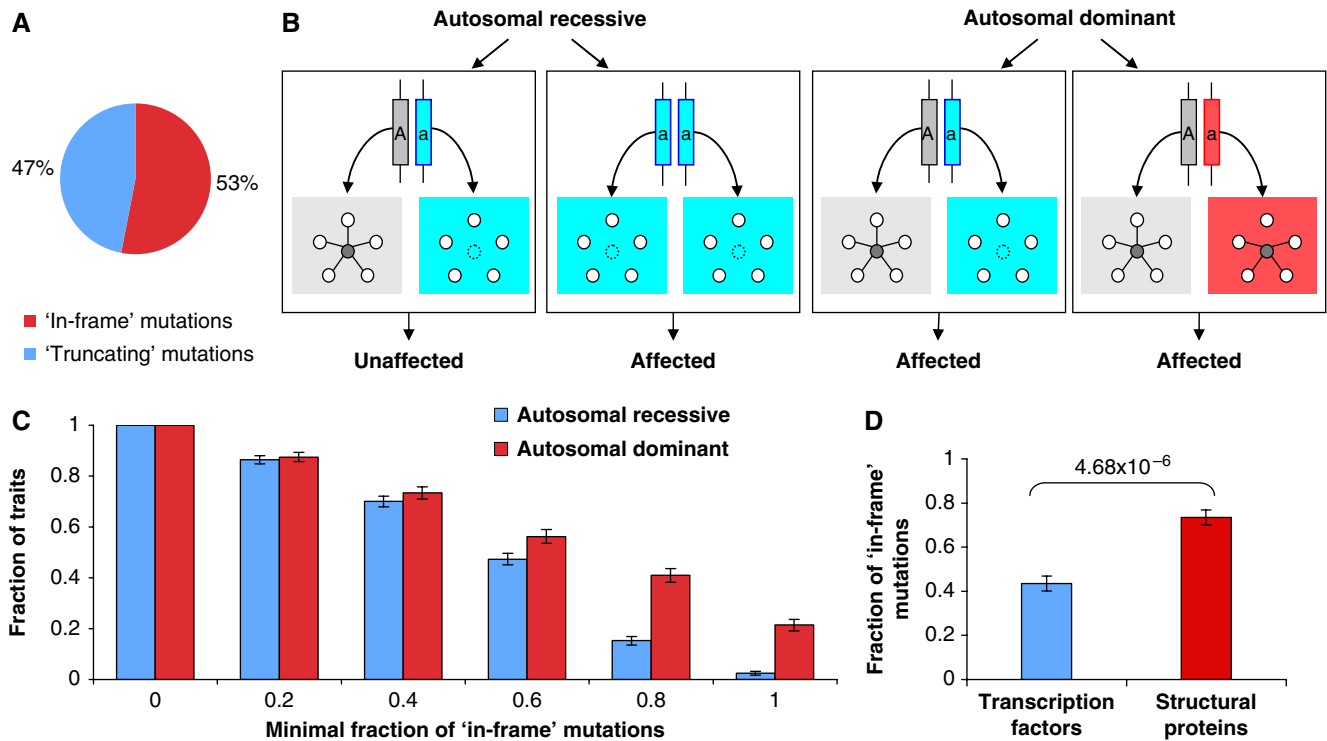 A
47%
53%
‘In-frame’ mutations
‘Truncating’ mutations
B
Autosomal recessive
Autosomal dominant
A a
a a
A a
A a
Unaffected
Affected
Affected
Affected
C
Autosomal recessive
Autosomal dominant
Fraction of traits
1
0.8
0.6
0.4
0.2
0
0 0.2 0.4 0.6 0.8 1
Minimal fraction of ‘in-frame’ mutations
D
4.68x10⁻⁶
Fraction of ‘in-frame’
mutations
1
0.8
0.6
0.4
0.2
0
Transcription
factors
Structural
proteins